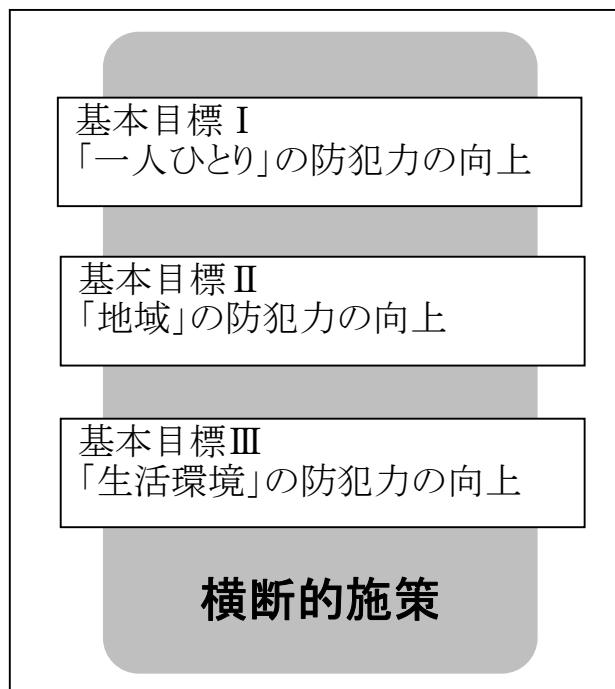 基本目標Ⅰ
「一人ひとり」の防犯力の向上
基本目標Ⅱ
「地域」の防犯力の向上
基本目標Ⅲ
「生活環境」の防犯力の向上
横断的施策